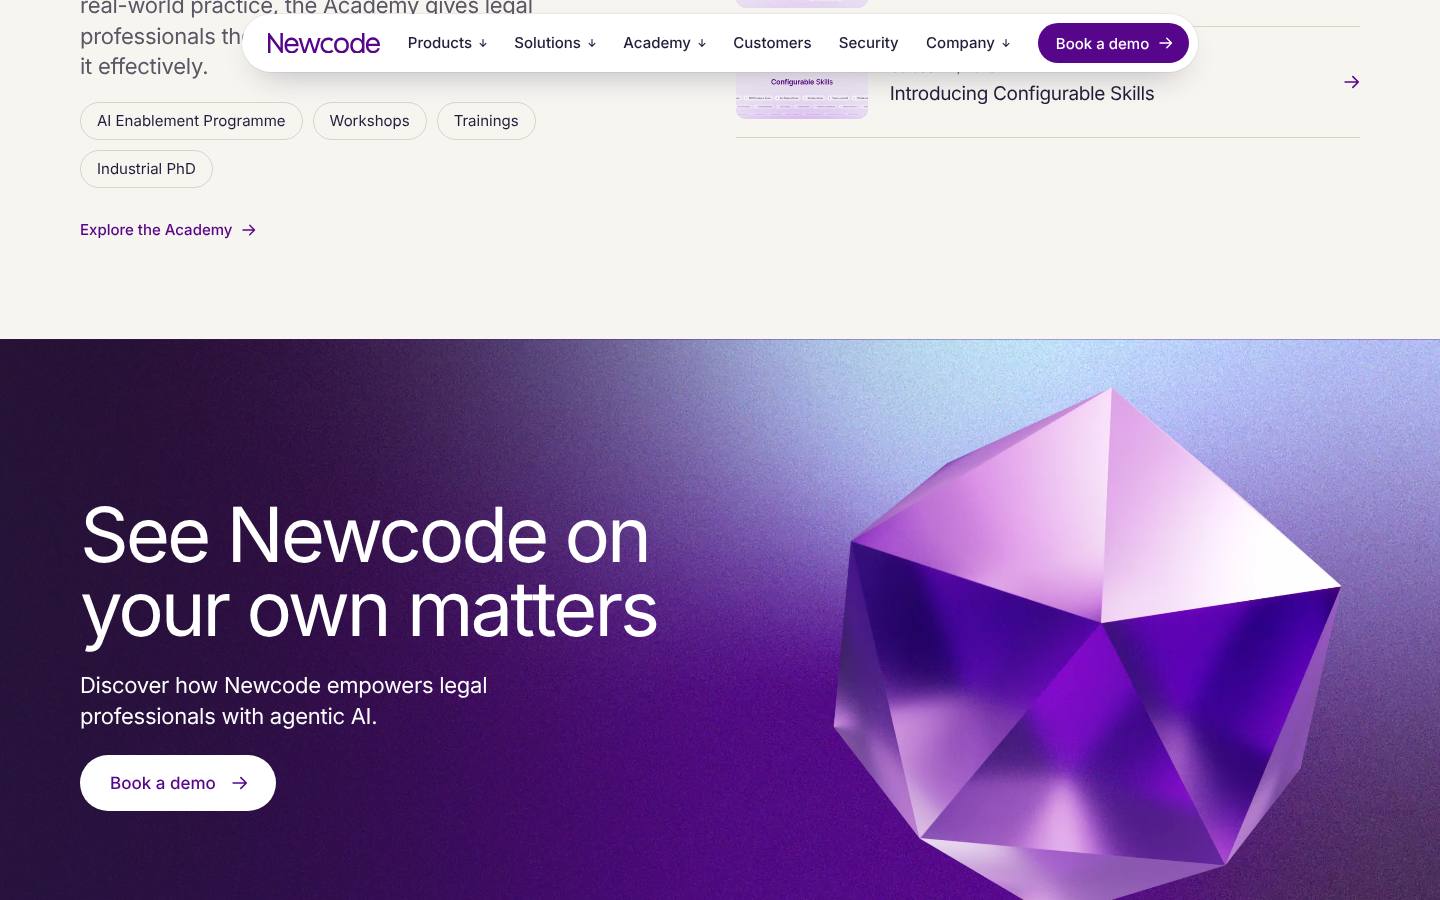 real-world practice, the Academy gives legal
professionals
it effectively.
Newcode
Products
Solutions
Academy
Customers
Security
Company
Book a demo
Configurable Skills
Introducing Configurable Skills
AI Enablement Programme
Workshops
Trainings
Industrial PhD
Explore the Academy
See Newcode on
your own matters
Discover how Newcode empowers legal
professionals with agentic AI.
Book a demo